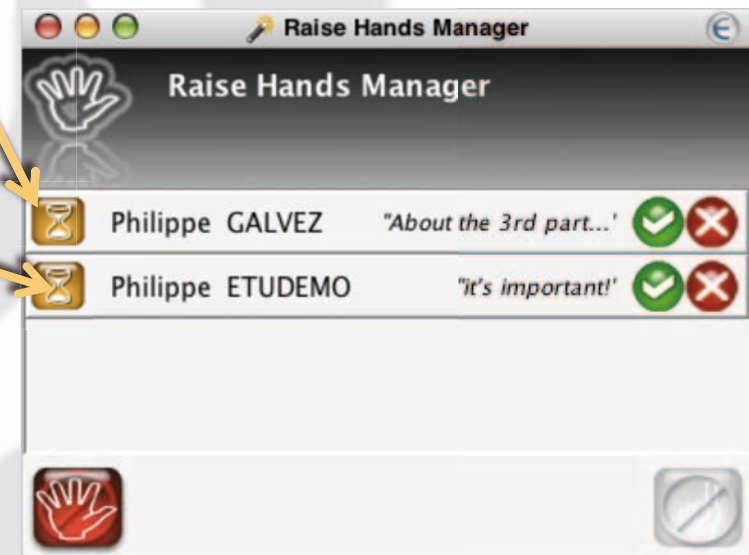 Raise Hands Manager
Raise Hands Manager
Philippe GALVEZ "About the 3rd part...'
Philippe ETUDEMO "it's important!'